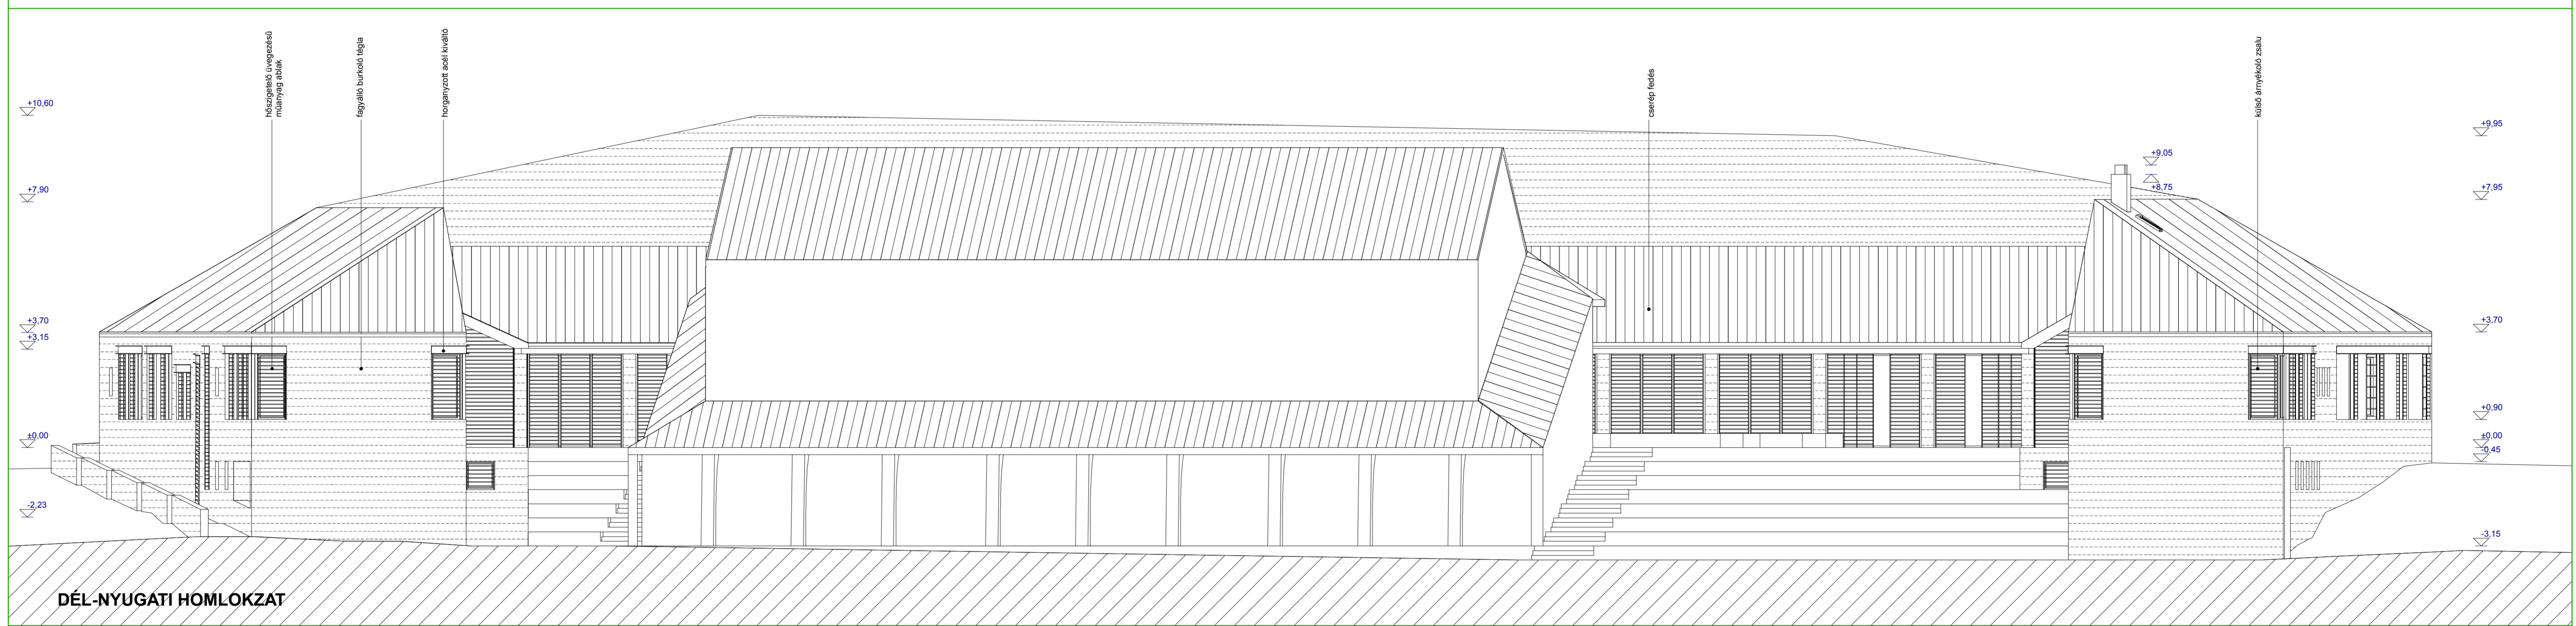 hőszigetelő üvegezésű
műanyag ablak
fagyálló burkoló tégla
horganyzott acél kiváltó
cserép fedés
külső árnyékoló zsalu
+10,60
+7,90
+3,70
+3,15
±0,00
-2,23
+9,05
+8,75
+9,95
+7,95
+3,70
+0,90
±0,00
-0,45
-3,15
DÉL-NYUGATI HOMLOKZAT